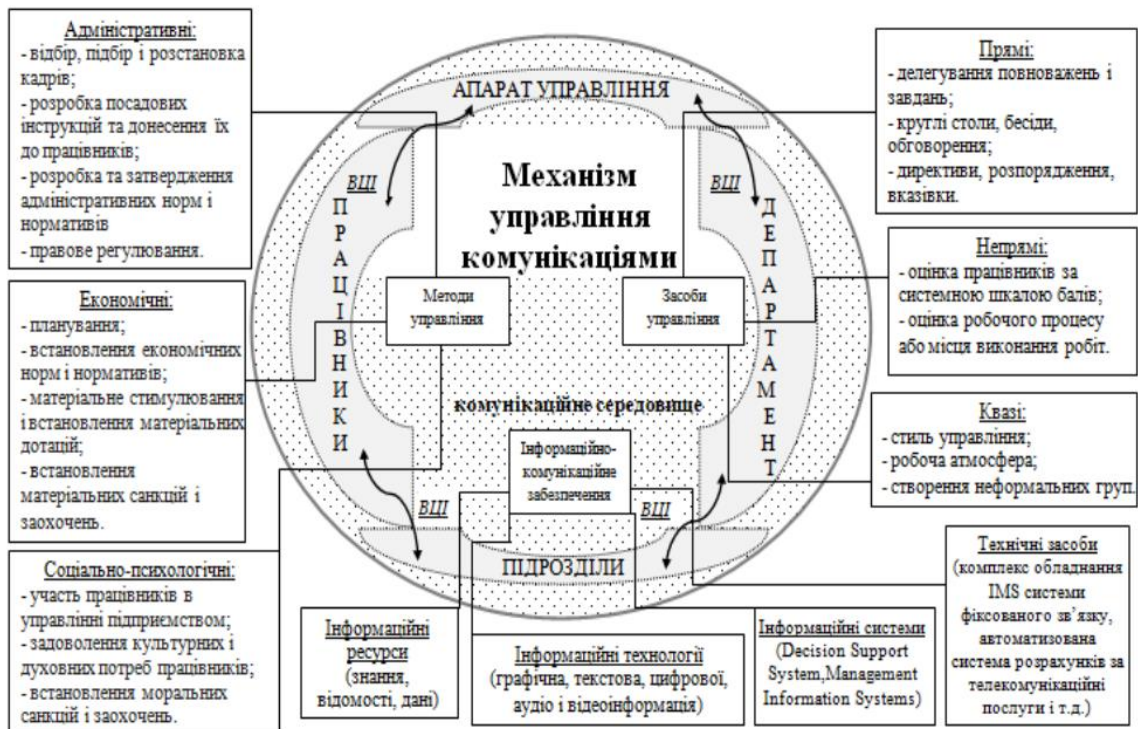 Адміністративні:
- відбір, підбір і розстановка
кадрів;
- розробка посадових
інструкцій та донесення їх
до працівників;
- розробка та затвердження
адміністративних норм і
нормативів
- правове регулювання.
Економічні:
- планування;
- встановлення економічних
норм і нормативів;
- матеріальне стимулювання
і встановлення матеріальних
дотацій;
- встановлення
матеріальних санкцій і
заохочень.
Соціально-психологічні:
- участь працівників в
управлінні підприємством;
- задоволення культурних і
духовних потреб працівників;
- встановлення моральних
санкцій і заохочень.
АПАРАТ УПРАВЛІННЯ
Механізм
управління
комунікаціями
ВЦІ
ВЦІ
ПРАЦІВНИКИ
ДЕПАРТАМЕНТ
Методи
управління
Засоби
управління
комунікаційне середовище
Інформаційно-
комунікаційне
забезпечення
ВЦІ
ВЦІ
ПІДРОЗДІЛИ
Прямі:
- делегування повноважень і
завдань;
- круглі столи, бесіди,
обговорення;
- директиви, розпорядження,
вказівки.
Непрямі:
- оцінка працівників за
системною шкалою балів;
- оцінка робочого процесу
або місця виконання робіт.
Квазі:
- стиль управління;
- робоча атмосфера;
- створення неформальних груп.
Інформаційні
ресурси
(знання,
відомості, дані)
Інформаційні технології
(графічна, текстова, цифрової,
аудіо і відеоінформація)
Інформаційні системи
(Decision Support
System,Management
Information Systems)
Технічні засоби
(комплекс обладнання
IMS системи
фіксованого зв’язку,
автоматизована
система розрахунків за
телекомунікаційні
послуги і т.д.)